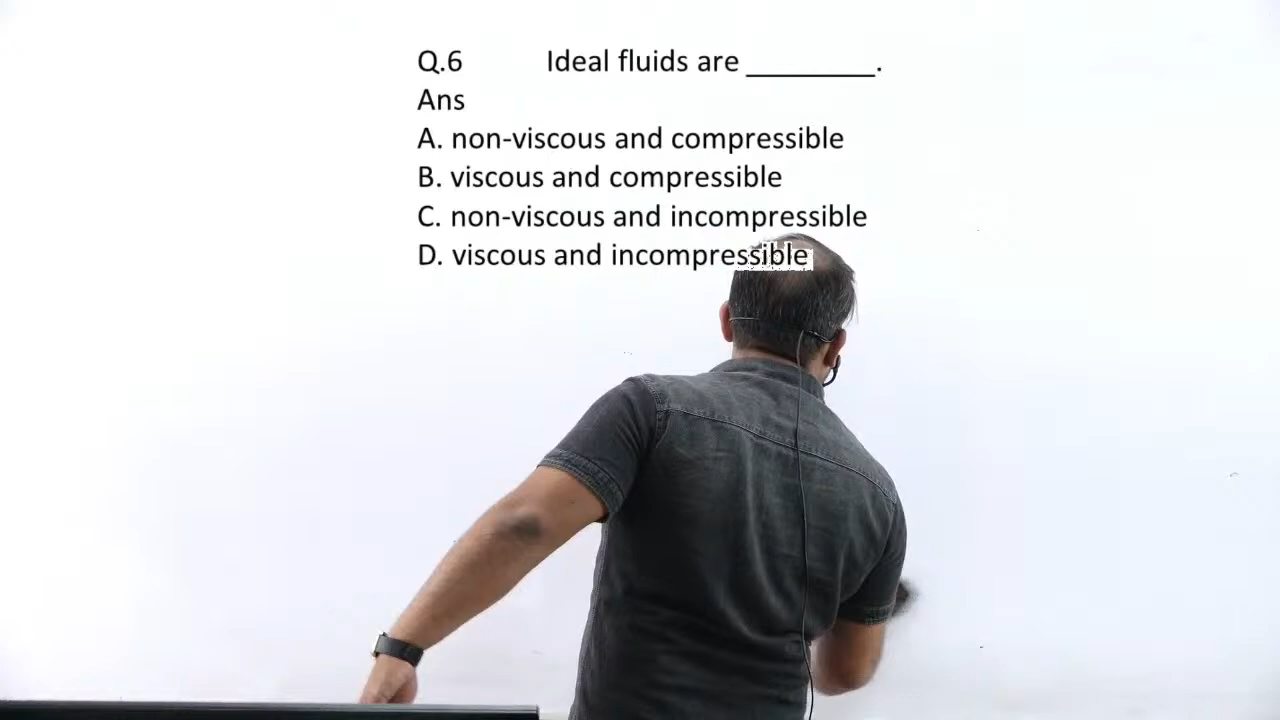 Q.6 Ideal fluids are ________.
Ans
A. non-viscous and compressible
B. viscous and compressible
C. non-viscous and incompressible
D. viscous and incompressible